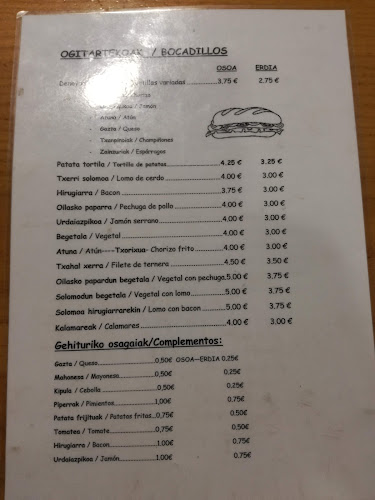 OGITARTEKOAK / BOCADILLOS
OSOA ERDIA
variadas 3,75 € 2,75 €
/ Jamón
- Atuna / Atún
- Gazta / Queso
- Txanpinoiak / Champiñones
- Zainzuriak / Espárragos
Patata tortila / Tortilla de patatas 4,25 € 3,25 €
Txerri solomoa / Lomo de cerdo 4,00 € 3,00 €
Hirugiarra / Bacon 3,75 € 3,00 €
Oilasko paparra / Pechuga de pollo 4,00 € 3,00 €
Urdaiazpikoa / Jamón serrano 4,00 € 3,00 €
Begetala / Vegetal 4,00 € 3,00 €
Atuna / Atún----Txorixua- Chorizo frito 4,00 € 3,00 €
Txahal xerra / Filete de ternera 4,50 € 3,50 €
Oilasko papardun begetala / Vegetal con pechuga 5,00 € 3,75 €
Solomodun begetala / Vegetal con lomo 5,00 € 3,75 €
Solomoa hirugiarrarekin / Lomo con bacon 5,00 € 3,75 €
Kalamareak / Calamares 4,00 € 3,00 €
Gehituriko osagaiak/Complementos:
Gazta / Queso 0,50€ OSOA--ERDIA 0,25€
Mahonesa / Mayonesa 0,50€ 0,25€
Kipula / Cebolla 0,50€ 0,25€
Piperrak / Pimientos 1,00€ 0,75€
Patata frijituak / Patatas fritas 0,75€ 0,50€
Tomatea / Tomate 0,75€ 0,50€
Hirugiarra / Bacon 1,00€ 0,75€
Urdaiazpikoa / Jamón 1,00€ 0,75€